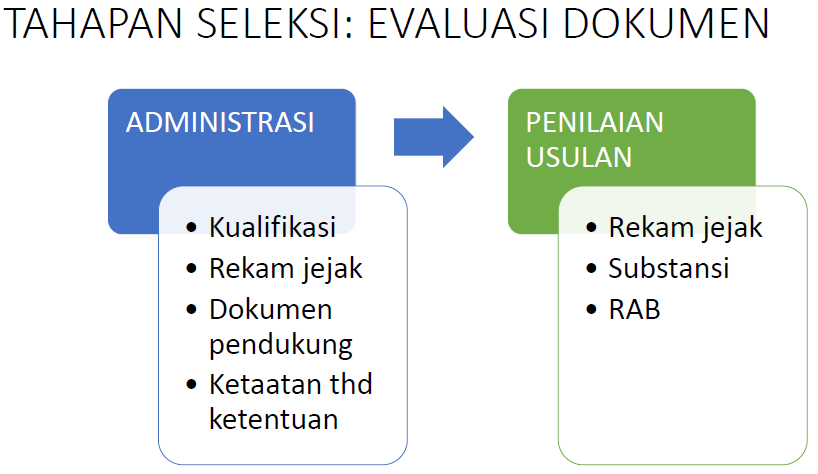 TAHAPAN SELEKSI: EVALUASI DOKUMEN
ADMINISTRASI
• Kualifikasi
• Rekam jejak
• Dokumen
pendukung
• Ketaatan thd
ketentuan
PENILAIAN
USULAN
• Rekam jejak
• Substansi
• RAB